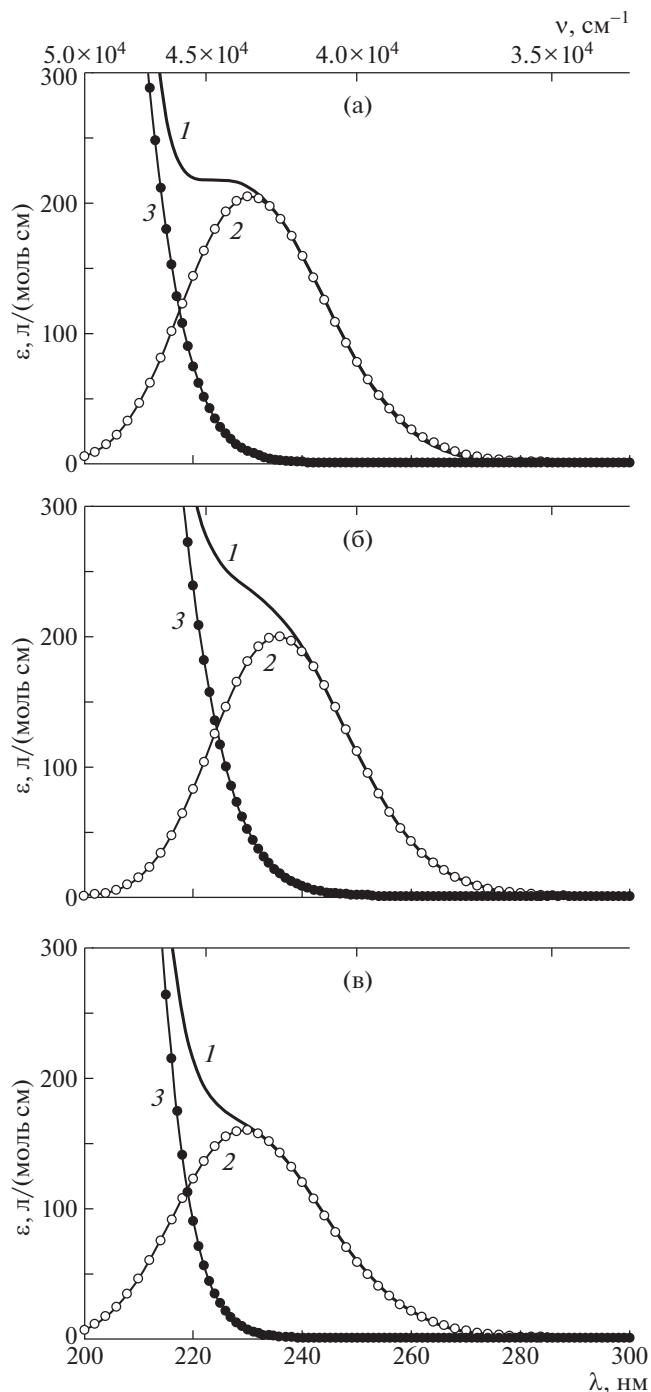 ν, см⁻¹
5.0×10⁴ 4.5×10⁴ 4.0×10⁴ 3.5×10⁴
300
(а)
1
200
3
2
ε, л/(моль см)
100
0
300
(б)
1
200
3
2
ε, л/(моль см)
100
0
300
(в)
1
200
3
2
ε, л/(моль см)
100
0
200 220 240 260 280 300
λ, нм